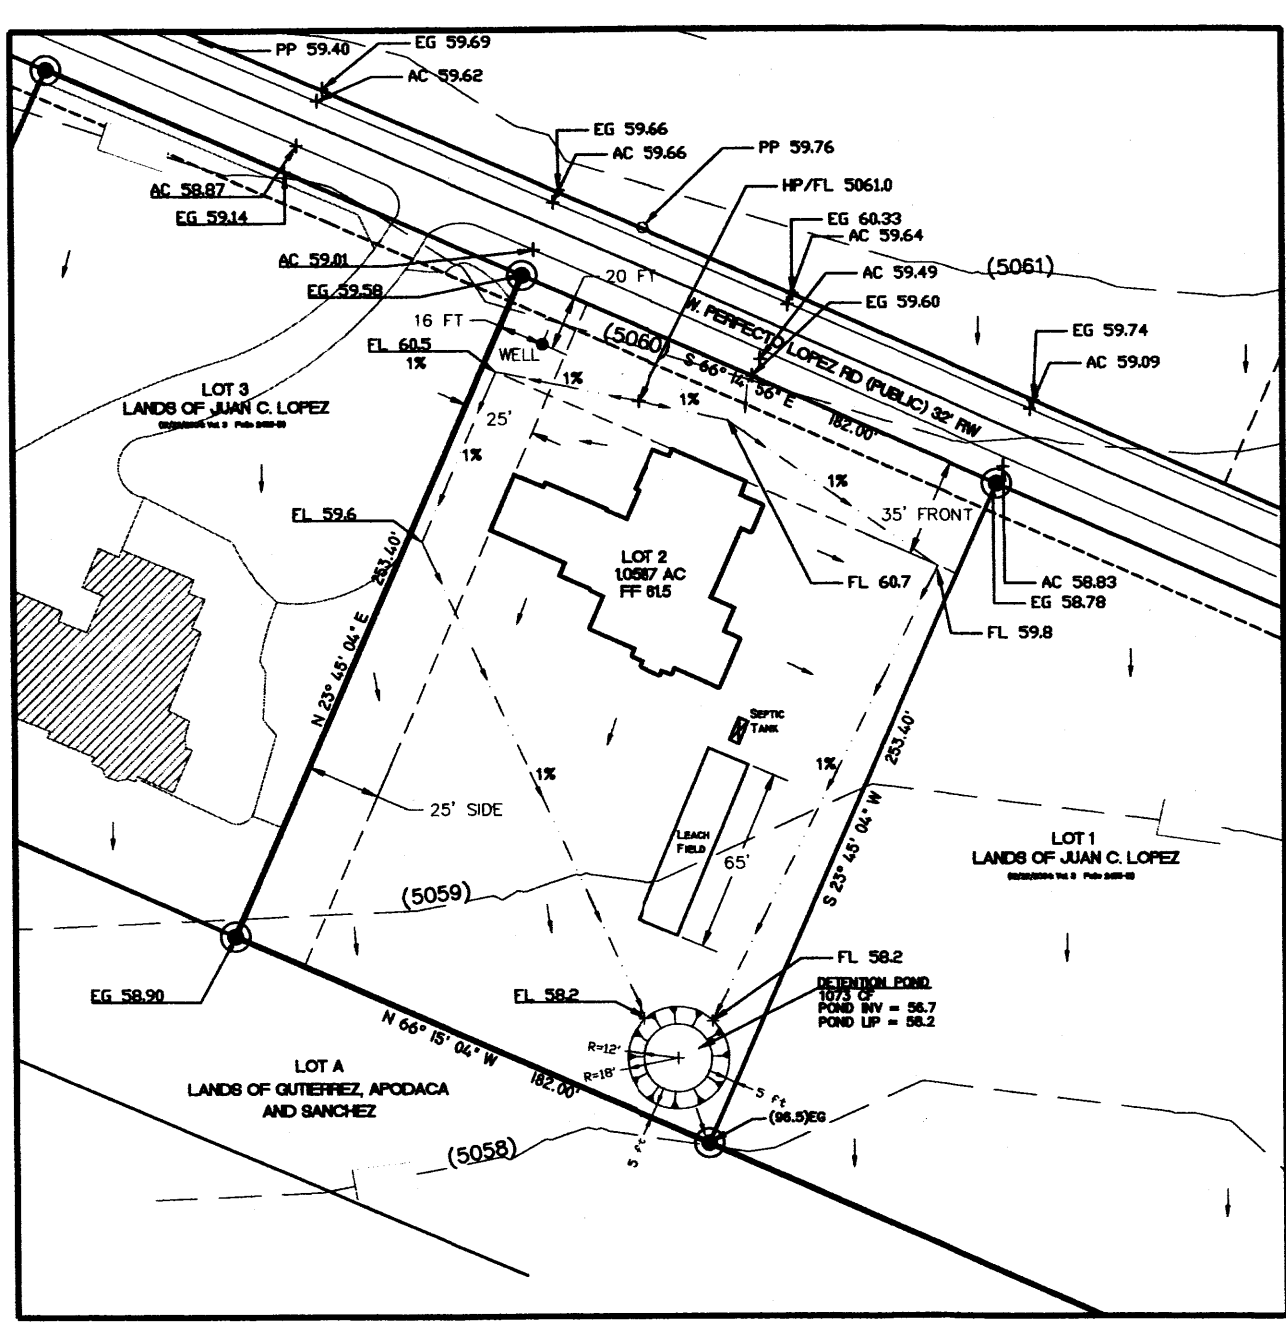 PP 59.40
EG 59.69
AC 59.62
EG 59.66
AC 59.66
PP 59.76
HP/FL 5061.0
AC 58.87
EG 59.14
EG 60.33
AC 59.64
AC 59.01
EG 59.58
20 FT
AC 59.49
EG 59.60
(5061)
16 FT
WELL
(5060)
W. PERFECTO LOPEZ RD (PUBLIC) 32' RW
EG 59.74
AC 59.09
FL 60.5
1%
1%
1%
S 66° 14' 56" E
182.00'
LOT 3
LANDS OF JUAN C. LOPEZ
25'
1%
1%
35' FRONT
FL 59.6
253.40'
N 23° 45' 04" E
LOT 2
1.0587 AC
FF 61.5
FL 60.7
AC 58.83
EG 58.78
FL 59.8
SEPTIC
TANK
1%
1%
253.40'
S 23° 45' 04" W
25' SIDE
LEACH
FIELD
65'
LOT 1
LANDS OF JUAN C. LOPEZ
(5059)
EG 58.90
FL 58.2
FL 58.2
DETENTION POND
1073 CF
POND INV = 56.7
POND LIP = 58.2
N 66° 15' 04" W
182.00'
R=12'
R=18'
5 ft
5 ft
(96.5)EG
LOT A
LANDS OF GUTIERREZ, APODACA
AND SANCHEZ
(5058)